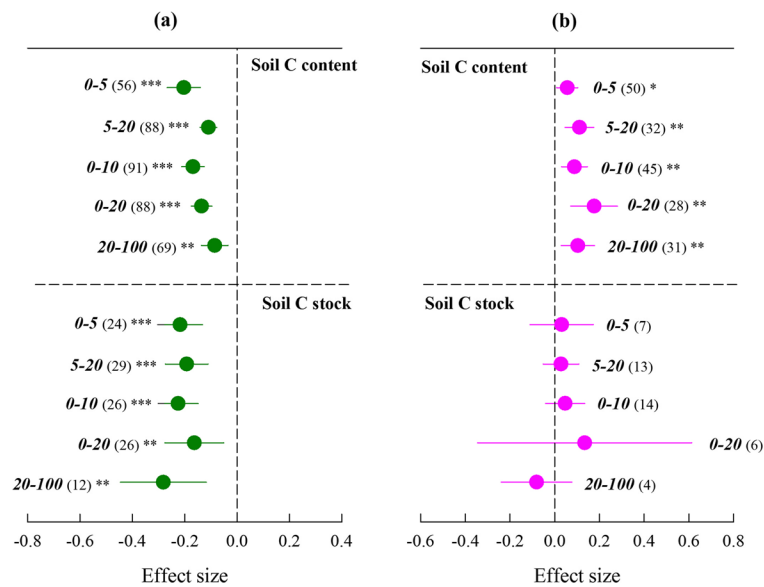 (a)
Soil C content
0-5 (56) ***
5-20 (88) ***
0-10 (91) ***
0-20 (88) ***
20-100 (69) **
Soil C stock
0-5 (24) ***
5-20 (29) ***
0-10 (26) ***
0-20 (26) **
20-100 (12) **
-0.8 -0.6 -0.4 -0.2 0.0 0.2 0.4
Effect size
(b)
Soil C content
0-5 (50) *
5-20 (32) **
0-10 (45) **
0-20 (28) **
20-100 (31) **
Soil C stock
0-5 (7)
5-20 (13)
0-10 (14)
0-20 (6)
20-100 (4)
-0.6 -0.4 -0.2 0.0 0.2 0.4 0.6 0.8
Effect size